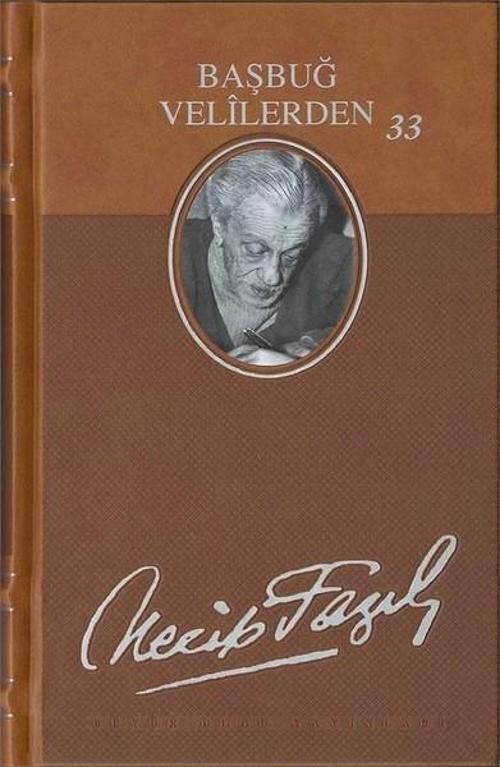 BAŞBUĞ
VELÎLERDEN 33
Necip Fazıl
BÜYÜK DOĞU YAYINLARI